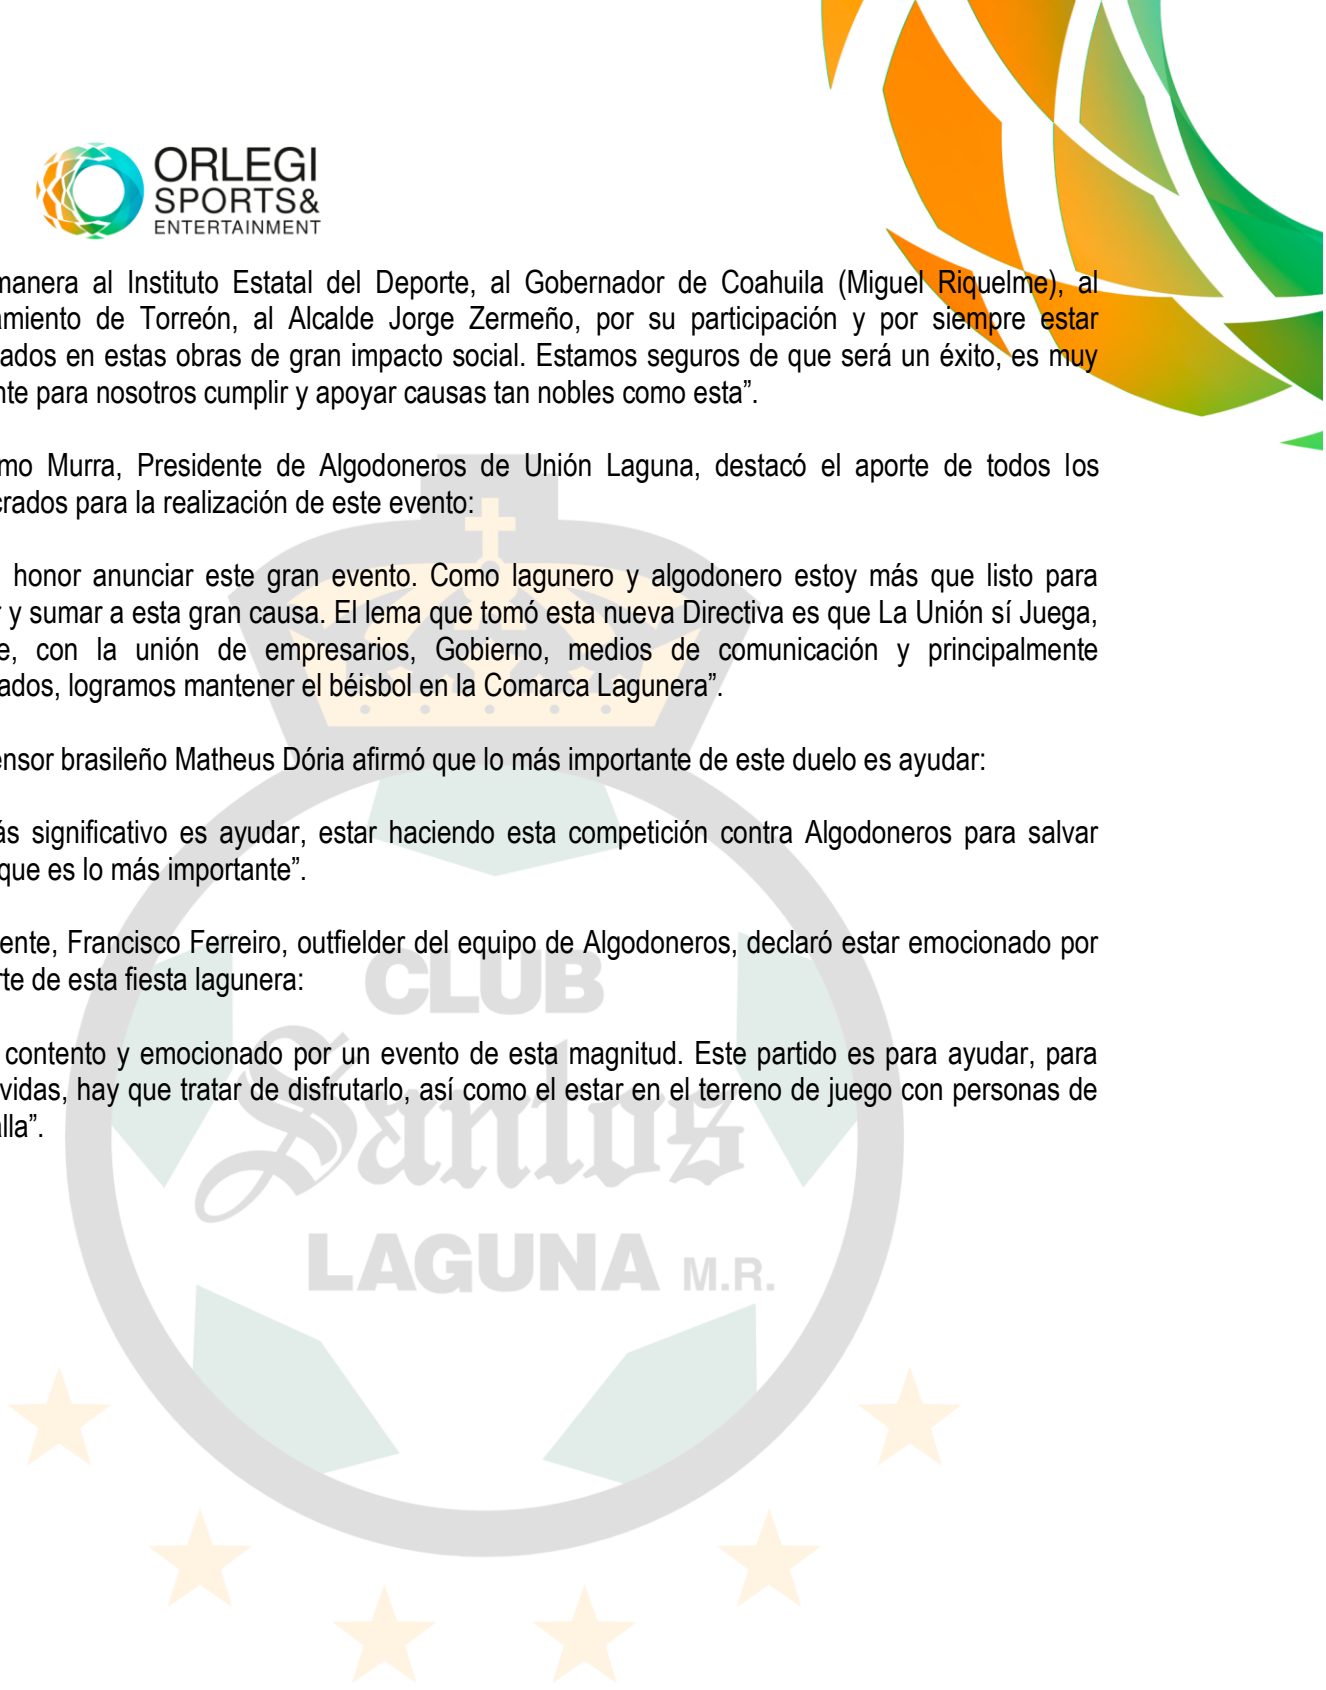 ORLEGI
SPORTS&
ENTERTAINMENT
manera al Instituto Estatal del Deporte, al Gobernador de Coahuila (Miguel Riquelme), al
amiento de Torreón, al Alcalde Jorge Zermeño, por su participación y por siempre estar
ados en estas obras de gran impacto social. Estamos seguros de que será un éxito, es muy
nte para nosotros cumplir y apoyar causas tan nobles como esta”.
mo Murra, Presidente de Algodoneros de Unión Laguna, destacó el aporte de todos los
crados para la realización de este evento:
honor anunciar este gran evento. Como lagunero y algodonero estoy más que listo para
r y sumar a esta gran causa. El lema que tomó esta nueva Directiva es que La Unión sí Juega,
e, con la unión de empresarios, Gobierno, medios de comunicación y principalmente
ados, logramos mantener el béisbol en la Comarca Lagunera”.
ensor brasileño Matheus Dória afirmó que lo más importante de este duelo es ayudar:
ás significativo es ayudar, estar haciendo esta competición contra Algodoneros para salvar
que es lo más importante”.
ente, Francisco Ferreiro, outfielder del equipo de Algodoneros, declaró estar emocionado por
rte de esta fiesta lagunera:
contento y emocionado por un evento de esta magnitud. Este partido es para ayudar, para
vidas, hay que tratar de disfrutarlo, así como el estar en el terreno de juego con personas de
alla”.
CLUB
Santos
LAGUNA M.R.